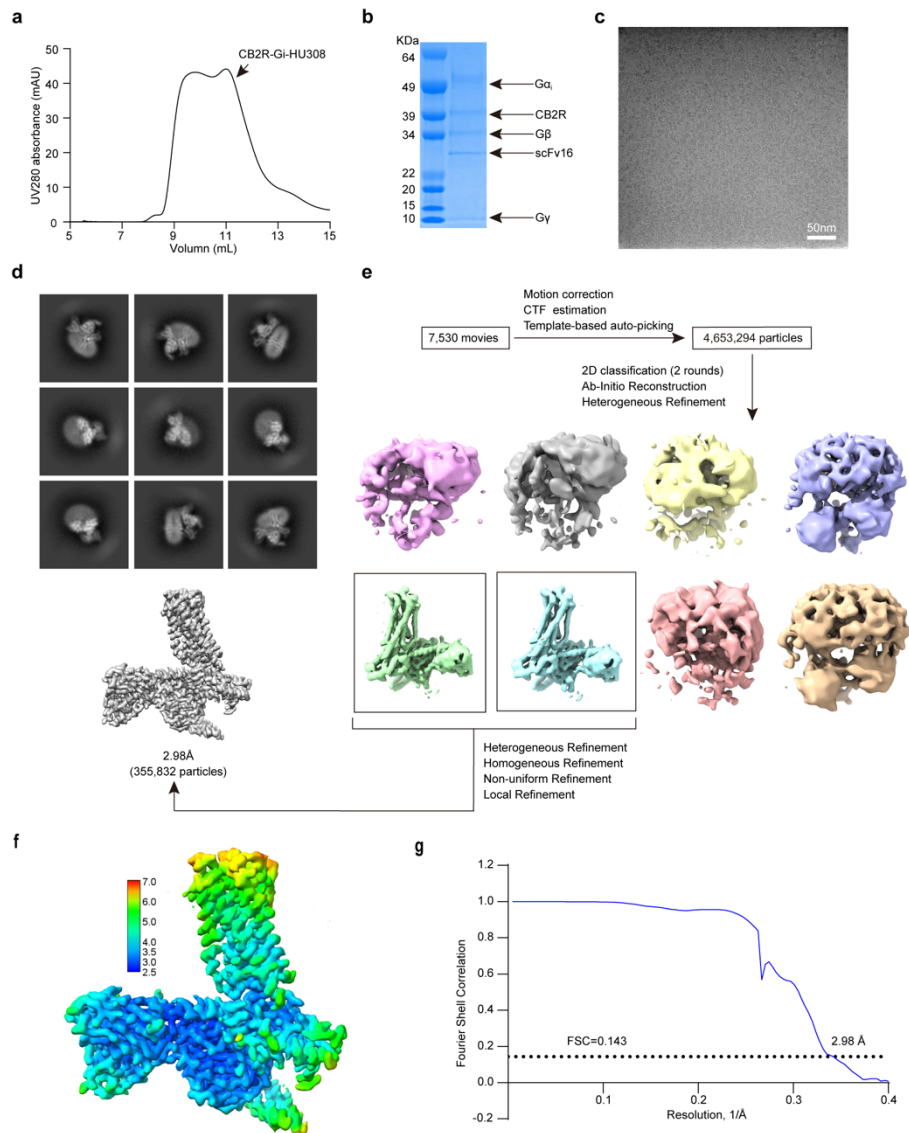 a
UV280 absorbance (mAU)
50
40
30
20
10
0
5
7
9
11
13
15
Volumn (mL)
CB2R-Gi-HU308
b
KDa
64
49
39
34
22
20
15
10
Gαi
CB2R
Gβ
scFv16
Gγ
c
50nm
d
2.98Å
(355,832 particles)
e
7,530 movies
Motion correction
CTF estimation
Template-based auto-picking
4,653,294 particles
2D classification (2 rounds)
Ab-Initio Reconstruction
Heterogeneous Refinement
Heterogeneous Refinement
Homogeneous Refinement
Non-uniform Refinement
Local Refinement
f
7.0
6.0
5.0
4.0
3.0
2.5
g
Fourier Shell Correlation
1.2
1.0
0.8
0.6
0.4
0.2
0.0
-0.2
FSC=0.143
2.98 Å
0.1
0.2
0.3
0.4
Resolution, 1/Å